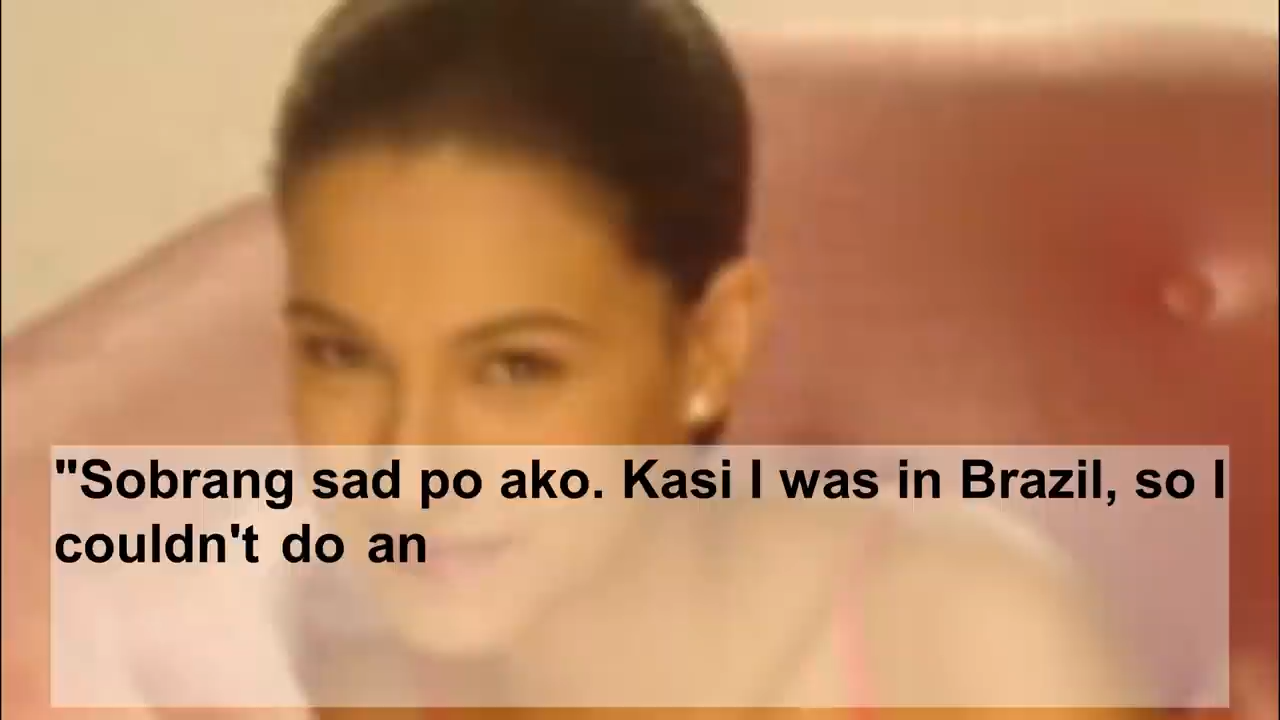 "Sobrang sad po ako. Kasi I was in Brazil, so I
couldn't do an